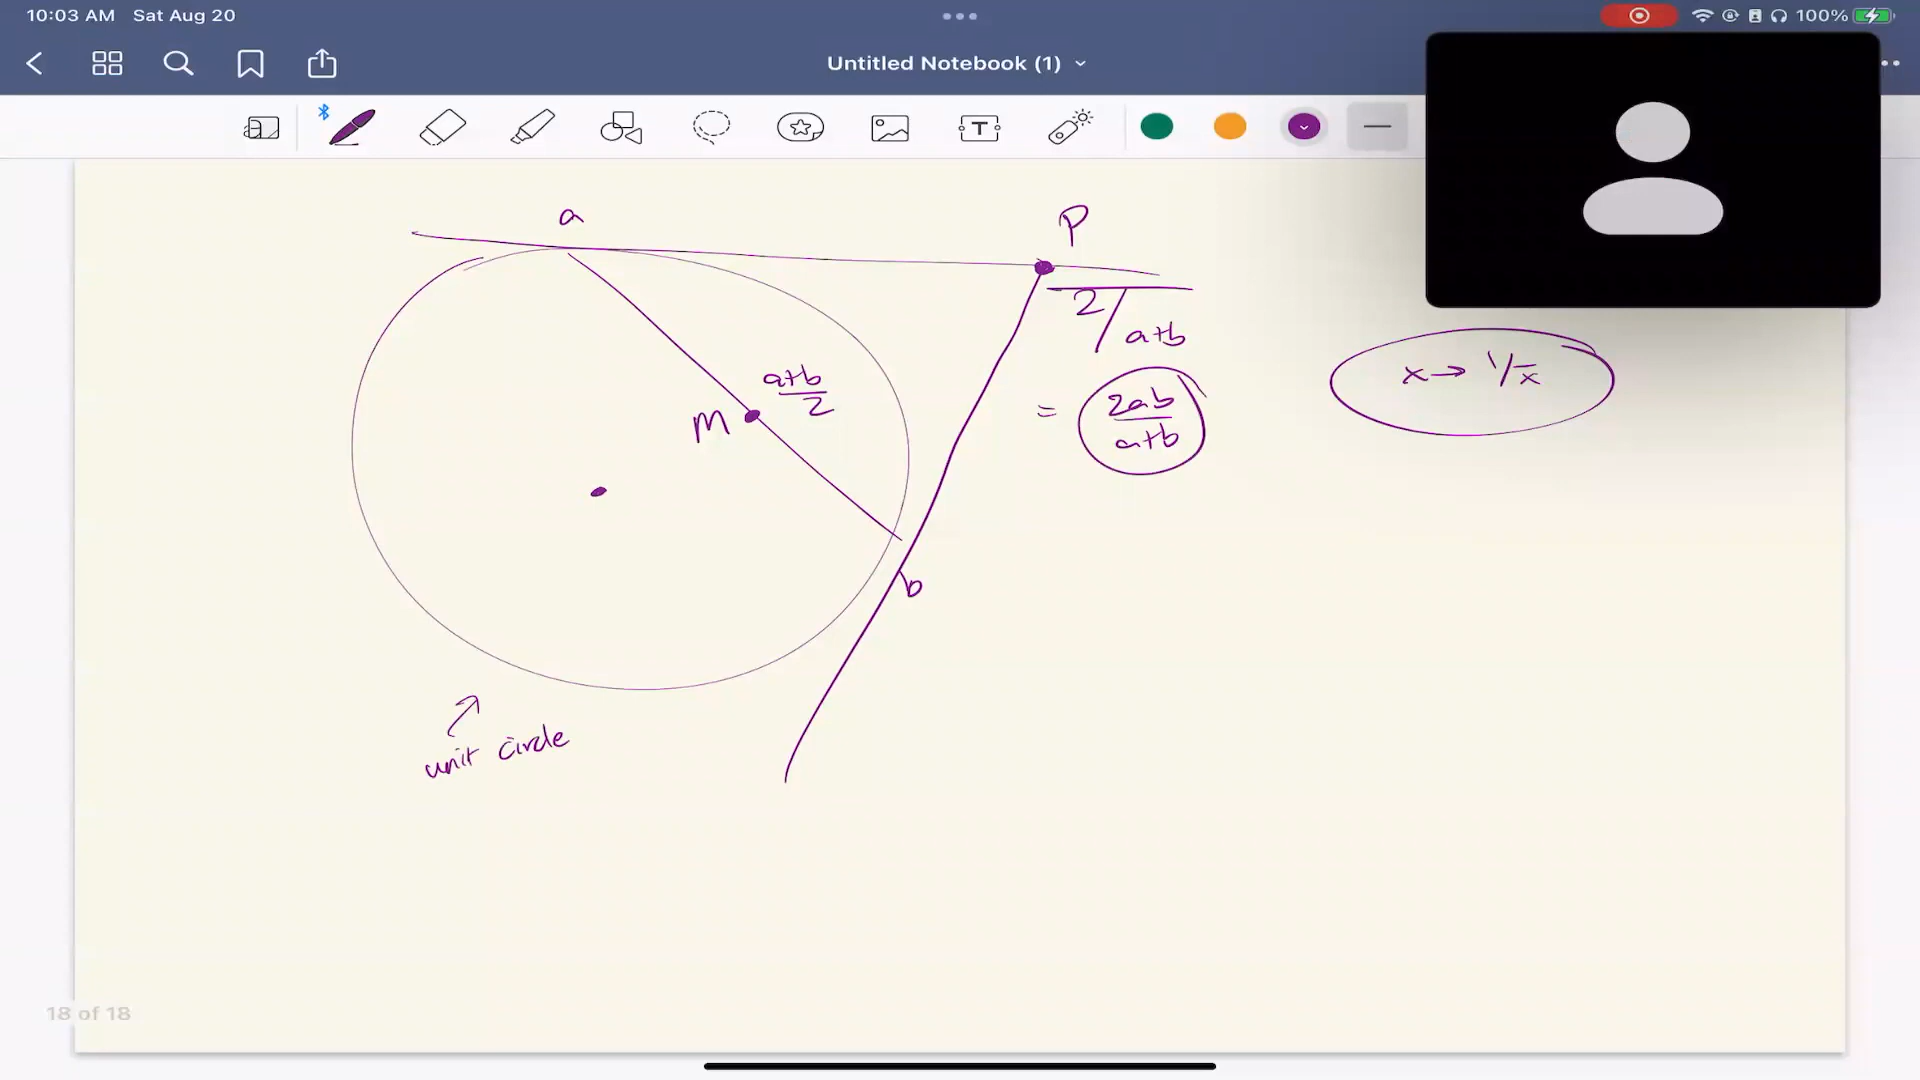 10:03 AM Sat Aug 20
100%
Untitled Notebook (1)
T
a
P
2/a+b
a+b/2
M
= 2ab/a+b
x → 1/x̄
b
unit circle
18 of 18